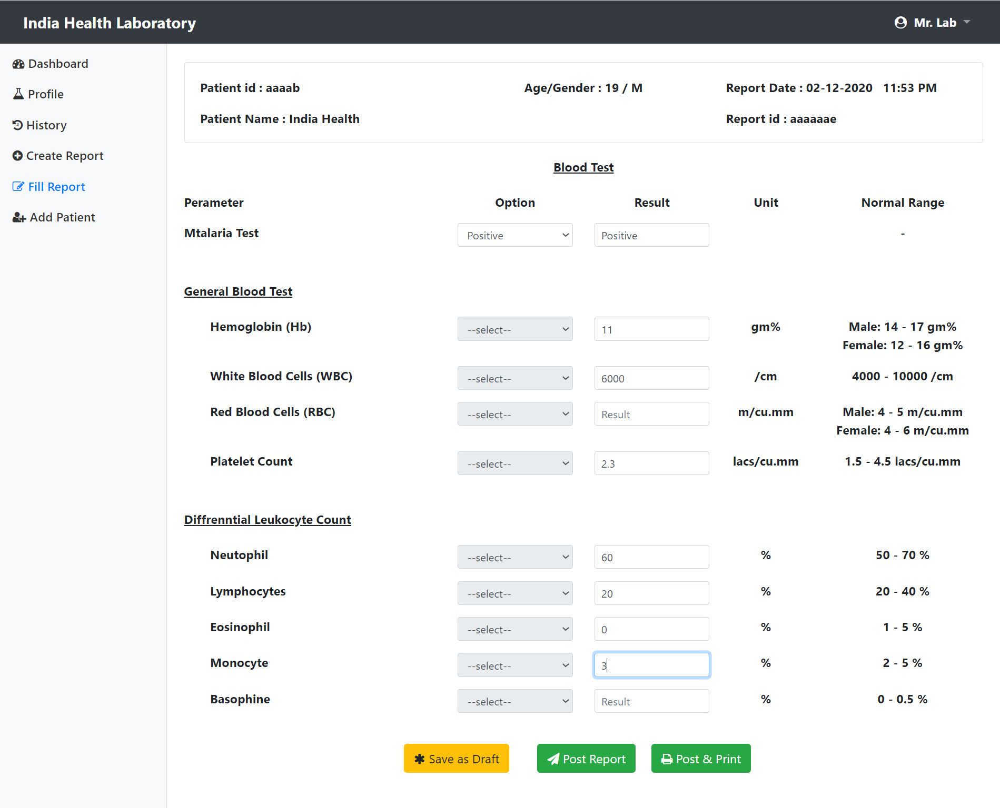 India Health Laboratory
Mr. Lab
Dashboard
Profile
History
Create Report
Fill Report
Add Patient
Patient id : aaaab Age/Gender : 19 / M Report Date : 02-12-2020 11:53 PM
Patient Name : India Health Report id : aaaaaae
Blood Test
Perameter Option Result Unit Normal Range
Mtalaria Test Positive Positive -
General Blood Test
Hemoglobin (Hb) --select-- 11 gm% Male: 14 - 17 gm%
Female: 12 - 16 gm%
White Blood Cells (WBC) --select-- 6000 /cm 4000 - 10000 /cm
Red Blood Cells (RBC) --select-- Result m/cu.mm Male: 4 - 5 m/cu.mm
Female: 4 - 6 m/cu.mm
Platelet Count --select-- 2.3 lacs/cu.mm 1.5 - 4.5 lacs/cu.mm
Diffrenntial Leukocyte Count
Neutophil --select-- 60 % 50 - 70 %
Lymphocytes --select-- 20 % 20 - 40 %
Eosinophil --select-- 0 % 1 - 5 %
Monocyte --select-- 3 % 2 - 5 %
Basophine --select-- Result % 0 - 0.5 %
Save as Draft Post Report Post & Print